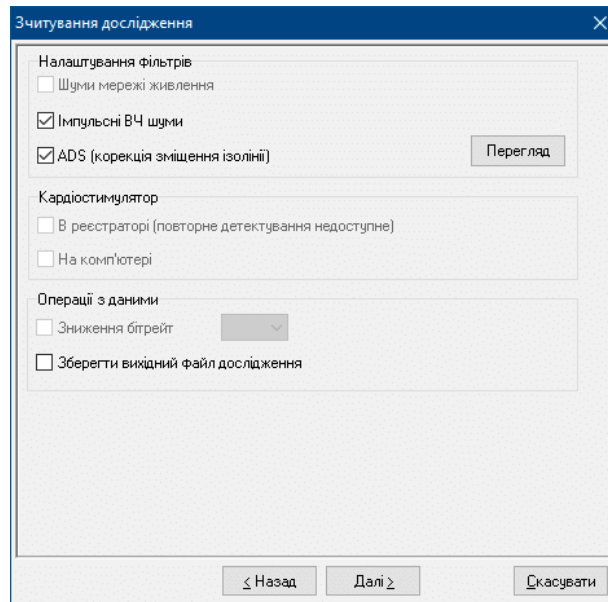 Зчитування дослідження
Налаштування фільтрів
Шуми мережі живлення
Імпульсні ВЧ шуми
ADS (корекція зміщення ізолінії)
Перегляд
Кардіостимулятор
В реєстраторі (повторне детектування недоступне)
На комп'ютері
Операції з даними
Зниження бітрейт
Зберегти вихідний файл дослідження
< Назад
Далі >
Скасувати